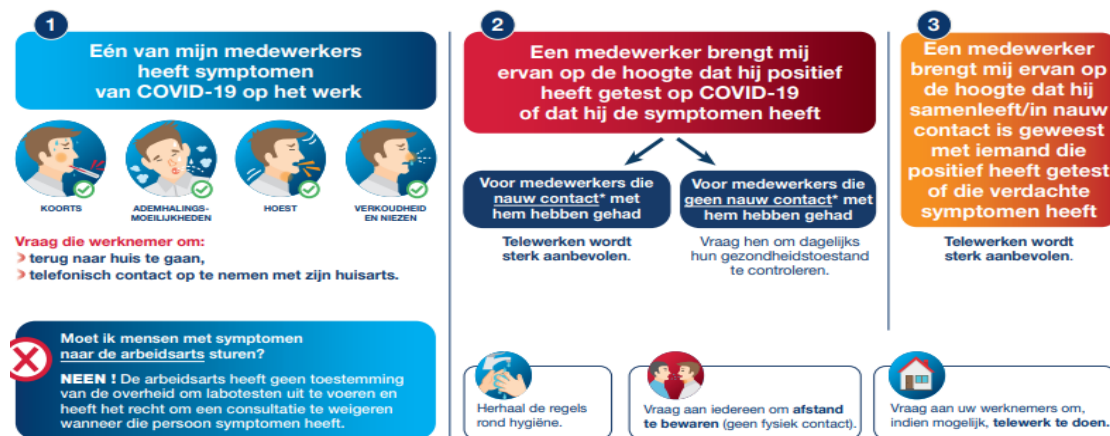 1
Eén van mijn medewerkers
heeft symptomen
van COVID-19 op het werk
KOORTS
ADEMHALINGS-
MOEILIJKHEDEN
HOEST
VERKOUDHEID
EN NIEZEN
Vraag die werknemer om:
terug naar huis te gaan,
telefonisch contact op te nemen met zijn huisarts.
Moet ik mensen met symptomen
naar de arbeidsarts sturen?
NEEN ! De arbeidsarts heeft geen toestemming
van de overheid om labotesten uit te voeren en
heeft het recht om een consultatie te weigeren
wanneer die persoon symptomen heeft.
2
Een medewerker brengt mij
ervan op de hoogte dat hij positief
heeft getest op COVID-19
of dat hij de symptomen heeft
Voor medewerkers die
nauw contact* met
hem hebben gehad
Telewerken wordt
sterk aanbevolen.
Voor medewerkers die
geen nauw contact* met
hem hebben gehad
Vraag hen om dagelijks
hun gezondheidstoestand
te controleren.
3
Een medewerker
brengt mij ervan op
de hoogte dat hij
samenleeft/in nauw
contact is geweest
met iemand die
positief heeft getest
of die verdachte
symptomen heeft
Telewerken wordt
sterk aanbevolen.
Herhaal de regels
rond hygiëne.
Vraag aan iedereen om afstand
te bewaren (geen fysiek contact).
Vraag aan uw werknemers om,
indien mogelijk, telewerk te doen.